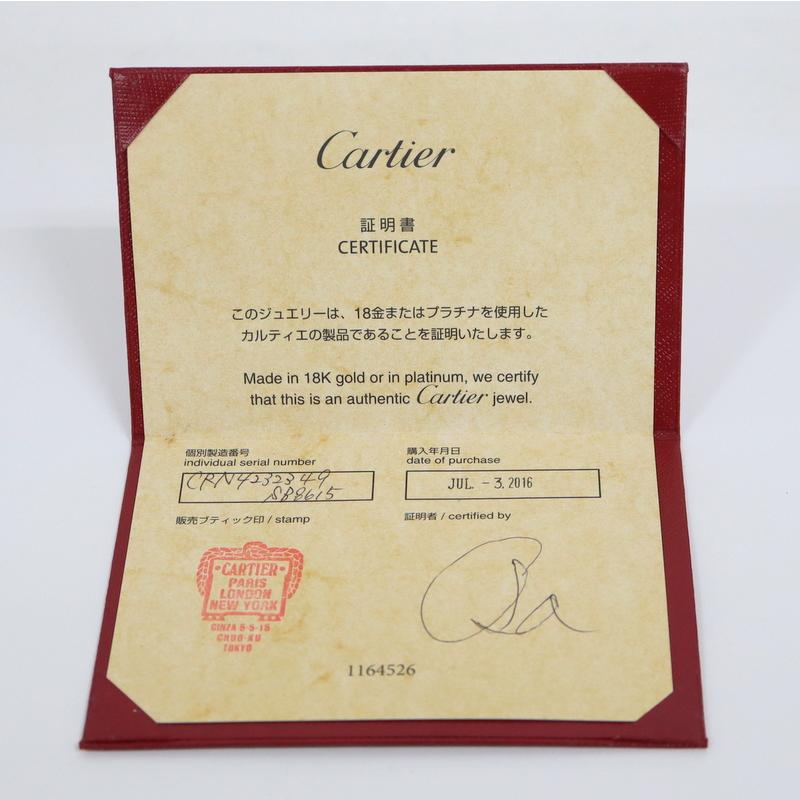 Cartier
証明書
CERTIFICATE
このジュエリーは、18金またはプラチナを使用した
カルティエの製品であることを証明いたします。
Made in 18K gold or in platinum, we certify
that this is an authentic Cartier jewel.
個別製造番号
individual serial number
CRN4232349
SB8615
購入年月日
date of purchase
JUL. -3.2016
販売ブティック印 / stamp
CARTIER
PARIS
LONDON
NEW YORK
GINZA 5-5-15
CHUO-KU
TOKYO
証明者 / certified by
1164526